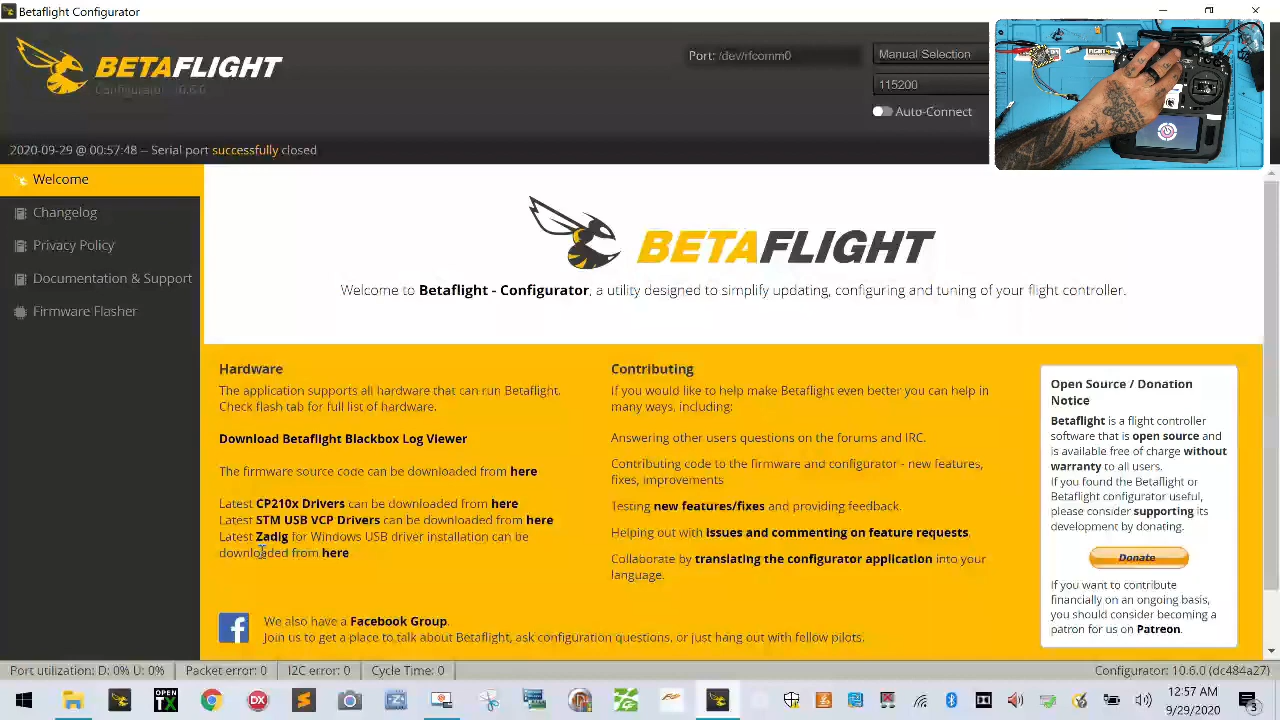 Betaflight Configurator
BETAFLIGHT
Configurator 10.6.0
Port: /dev/rfcomm0
Manual Selection
115200
Auto-Connect
2020-09-29 @ 00:57:48 -- Serial port successfully closed
Welcome
Changelog
Privacy Policy
Documentation & Support
Firmware Flasher
BETAFLIGHT
Welcome to Betaflight - Configurator, a utility designed to simplify updating, configuring and tuning of your flight controller.
Hardware
The application supports all hardware that can run Betaflight.
Check flash tab for full list of hardware.
Download Betaflight Blackbox Log Viewer
The firmware source code can be downloaded from here
Latest CP210x Drivers can be downloaded from here
Latest STM USB VCP Drivers can be downloaded from here
Latest Zadig for Windows USB driver installation can be
downloaded from here
Contributing
If you would like to help make Betaflight even better you can help in
many ways, including:
Answering other users questions on the forums and IRC.
Contributing code to the firmware and configurator - new features,
fixes, improvements
Testing new features/fixes and providing feedback.
Helping out with issues and commenting on feature requests.
Collaborate by translating the configurator application into your
language.
Open Source / Donation
Notice
Betaflight is a flight controller
software that is open source and
is available free of charge without
warranty to all users.
If you found the Betaflight or
Betaflight configurator useful,
please consider supporting its
development by donating.
Donate
If you want to contribute
financially on an ongoing basis,
you should consider becoming a
patron for us on Patreon.
We also have a Facebook Group.
Join us to get a place to talk about Betaflight, ask configuration questions, or just hang out with fellow pilots.
Port utilization: D: 0% U: 0%
Packet error: 0
I2C error: 0
Cycle Time: 0
Configurator: 10.6.0 (dc484a27)
OPEN
TX
DX
12:57 AM
9/29/2020
3